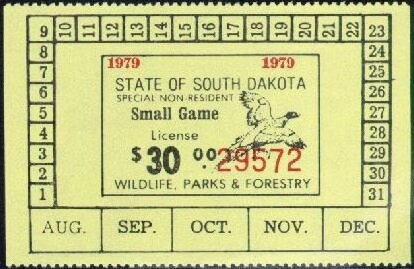 9 10 11 12 13 14 15 16 17 18 19 20 21 22 23
8 24
7 25
6 26
5 27
4 28
3 29
2 30
1 31
1979 1979
STATE OF SOUTH DAKOTA
SPECIAL NON-RESIDENT
Small Game
License
$30 00 29572
WILDLIFE, PARKS & FORESTRY
AUG. SEP. OCT. NOV. DEC.